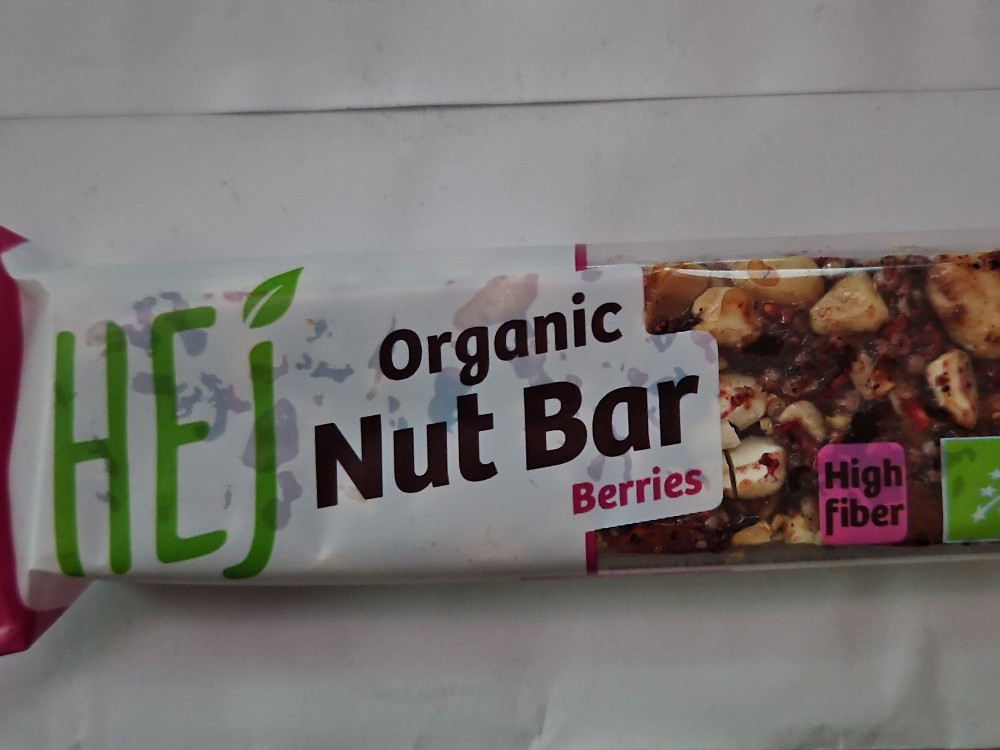 HEJ
Organic
Nut Bar
Berries
High
fiber